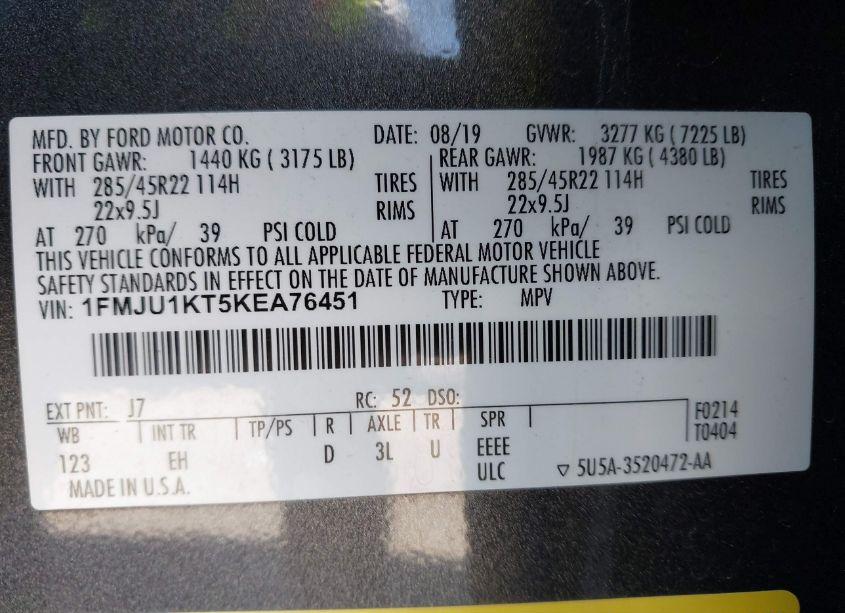 MFD. BY FORD MOTOR CO. DATE: 08/19 GVWR: 3277 KG ( 7225 LB)
FRONT GAWR: 1440 KG ( 3175 LB) REAR GAWR: 1987 KG ( 4380 LB)
WITH 285/45R22 114H TIRES WITH 285/45R22 114H TIRES
22x9.5J RIMS 22x9.5J RIMS
AT 270 kPa/ 39 PSI COLD AT 270 kPa/ 39 PSI COLD
THIS VEHICLE CONFORMS TO ALL APPLICABLE FEDERAL MOTOR VEHICLE
SAFETY STANDARDS IN EFFECT ON THE DATE OF MANUFACTURE SHOWN ABOVE.
VIN: 1FMJU1KT5KEA76451 TYPE: MPV
EXT PNT: J7 RC: 52 DSO:
WB INT TR TP/PS R AXLE TR SPR F0214
T0404
123 EH D 3L U EEEE
ULC 5U5A-3520472-AA
MADE IN U.S.A.